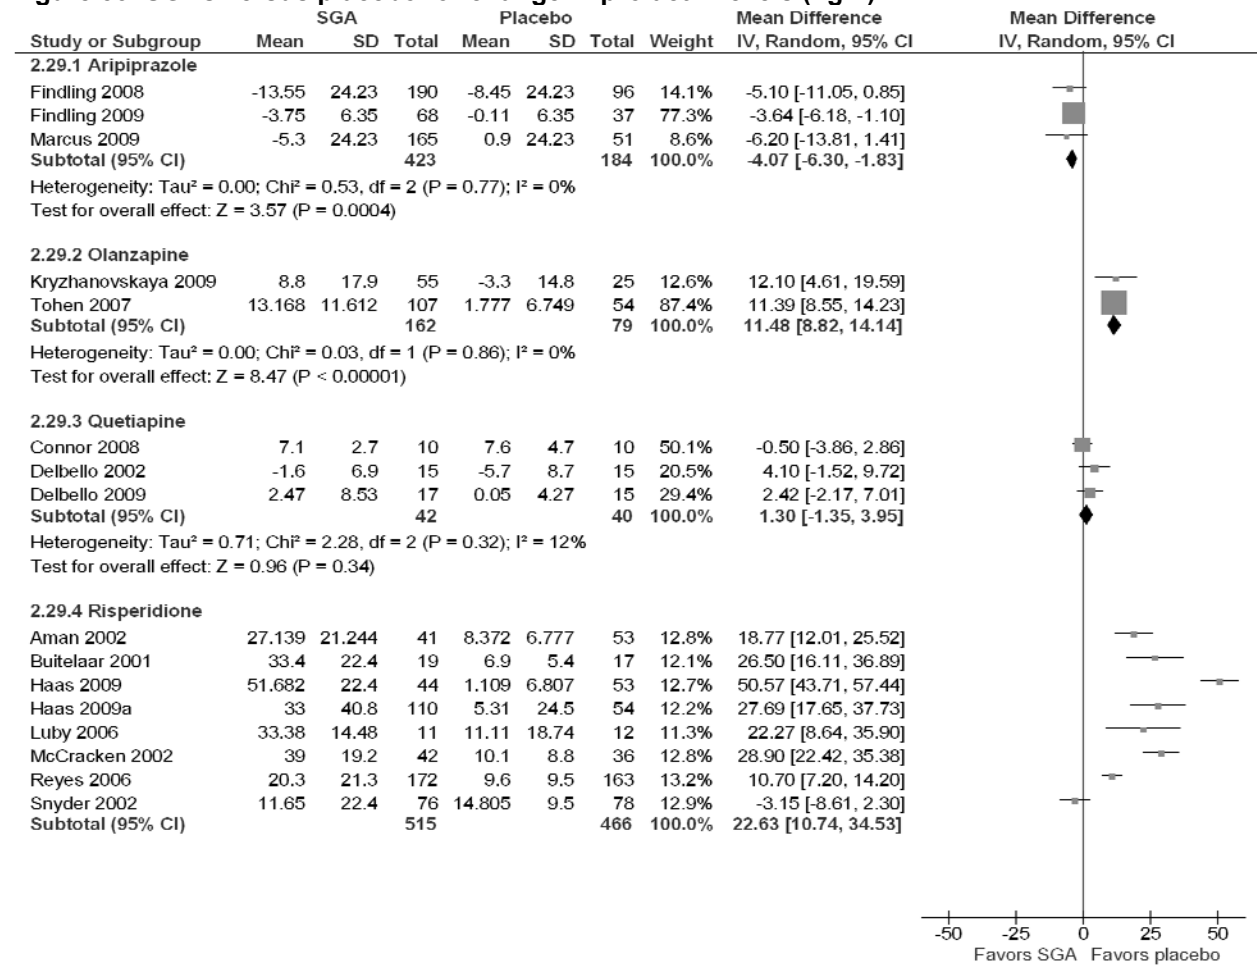 SGA Placebo Mean Difference Mean Difference
Study or Subgroup Mean SD Total Mean SD Total Weight IV, Random, 95% CI IV, Random, 95% CI
2.29.1 Aripiprazole
Findling 2008 -13.55 24.23 190 -8.45 24.23 96 14.1% -5.10 [-11.05, 0.85]
Findling 2009 -3.75 6.35 68 -0.11 6.35 37 77.3% -3.64 [-6.18, -1.10]
Marcus 2009 -5.3 24.23 165 0.9 24.23 51 8.6% -6.20 [-13.81, 1.41]
Subtotal (95% CI) 423 184 100.0% -4.07 [-6.30, -1.83]
Heterogeneity: Tau² = 0.00; Chi² = 0.53, df = 2 (P = 0.77); I² = 0%
Test for overall effect: Z = 3.57 (P = 0.0004)
2.29.2 Olanzapine
Kryzhanovskaya 2009 8.8 17.9 55 -3.3 14.8 25 12.6% 12.10 [4.61, 19.59]
Tohen 2007 13.168 11.612 107 1.777 6.749 54 87.4% 11.39 [8.55, 14.23]
Subtotal (95% CI) 162 79 100.0% 11.48 [8.82, 14.14]
Heterogeneity: Tau² = 0.00; Chi² = 0.03, df = 1 (P = 0.86); I² = 0%
Test for overall effect: Z = 8.47 (P < 0.00001)
2.29.3 Quetiapine
Connor 2008 7.1 2.7 10 7.6 4.7 10 50.1% -0.50 [-3.86, 2.86]
Delbello 2002 -1.6 6.9 15 -5.7 8.7 15 20.5% 4.10 [-1.52, 9.72]
Delbello 2009 2.47 8.53 17 0.05 4.27 15 29.4% 2.42 [-2.17, 7.01]
Subtotal (95% CI) 42 40 100.0% 1.30 [-1.35, 3.95]
Heterogeneity: Tau² = 0.71; Chi² = 2.28, df = 2 (P = 0.32); I² = 12%
Test for overall effect: Z = 0.96 (P = 0.34)
2.29.4 Risperidione
Aman 2002 27.139 21.244 41 8.372 6.777 53 12.8% 18.77 [12.01, 25.52]
Buitelaar 2001 33.4 22.4 19 6.9 5.4 17 12.1% 26.50 [16.11, 36.89]
Haas 2009 51.682 22.4 44 1.109 6.807 53 12.7% 50.57 [43.71, 57.44]
Haas 2009a 33 40.8 110 5.31 24.5 54 12.2% 27.69 [17.65, 37.73]
Luby 2006 33.38 14.48 11 11.11 18.74 12 11.3% 22.27 [8.64, 35.90]
McCracken 2002 39 19.2 42 10.1 8.8 36 12.8% 28.90 [22.42, 35.38]
Reyes 2006 20.3 21.3 172 9.6 9.5 163 13.2% 10.70 [7.20, 14.20]
Snyder 2002 11.65 22.4 76 14.805 9.5 78 12.9% -3.15 [-8.61, 2.30]
Subtotal (95% CI) 515 466 100.0% 22.63 [10.74, 34.53]
-50 -25 0 25 50
Favors SGA Favors placebo